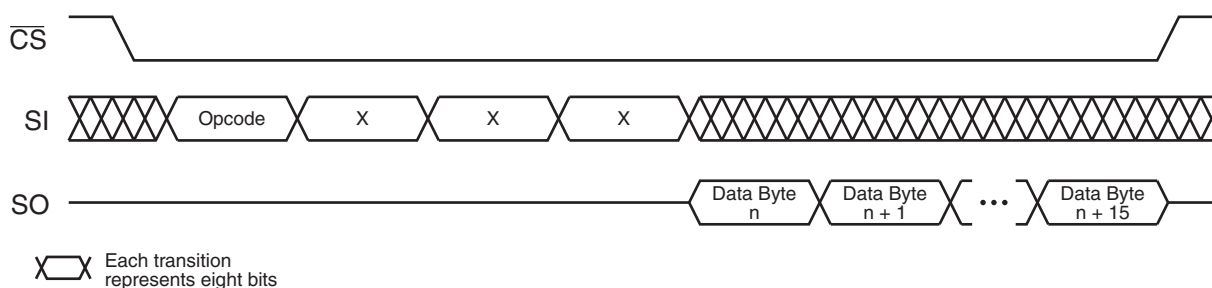 CS
SI
Opcode
X
X
X
SO
Data Byte
n
Data Byte
n + 1
•••
Data Byte
n + 15
Each transition
represents eight bits